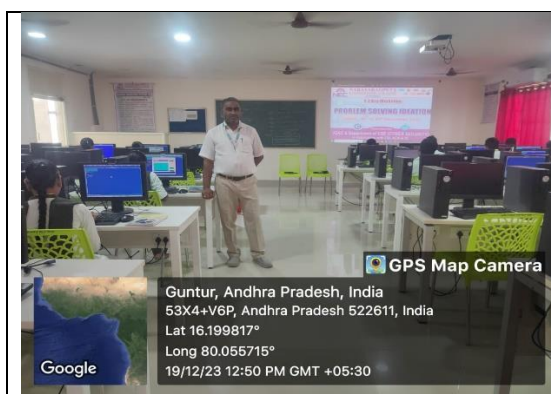 PROBLEM SOLVING IDEATION
GPS Map Camera
Guntur, Andhra Pradesh, India
53X4+V6P, Andhra Pradesh 522611, India
Lat 16.199817°
Long 80.055715°
19/12/23 12:50 PM GMT +05:30
Google